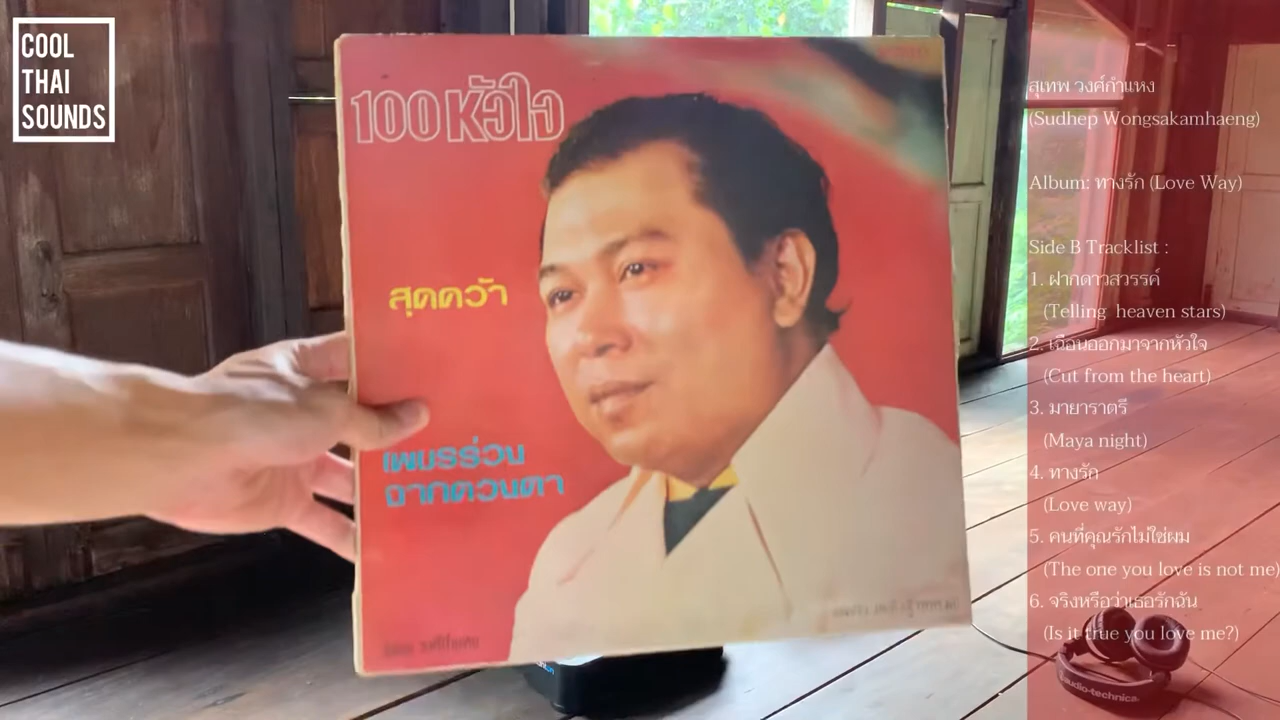 COOL
THAI
SOUNDS
100 หัวใจ
สุดคว้า
เพชรร่วง
จากดวงตา
สุเทพ วงศ์กำแหง
(Sudhep Wongsakamhaeng)
Album: ทางรัก (Love Way)
Side B Tracklist :
1. ฝากดาวสวรรค์
(Telling heaven stars)
2. เฉือนออกมาจากหัวใจ
(Cut from the heart)
3. มายาราตรี
(Maya night)
4. ทางรัก
(Love way)
5. คนที่คุณรักไม่ใช่ผม
(The one you love is not me)
6. จริงหรือว่าเธอรักฉัน
(Is it true you love me?)
audio-technica